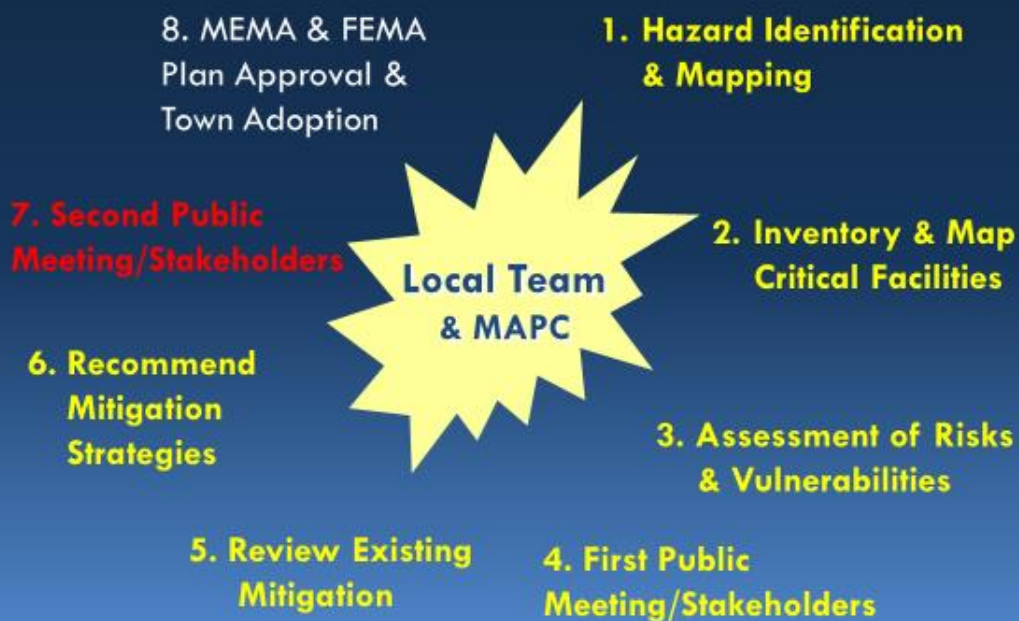 8. MEMA & FEMA
Plan Approval &
Town Adoption
1. Hazard Identification
& Mapping
7. Second Public
Meeting/Stakeholders
2. Inventory & Map
Critical Facilities
Local Team
& MAPC
6. Recommend
Mitigation
Strategies
3. Assessment of Risks
& Vulnerabilities
5. Review Existing
Mitigation
4. First Public
Meeting/Stakeholders